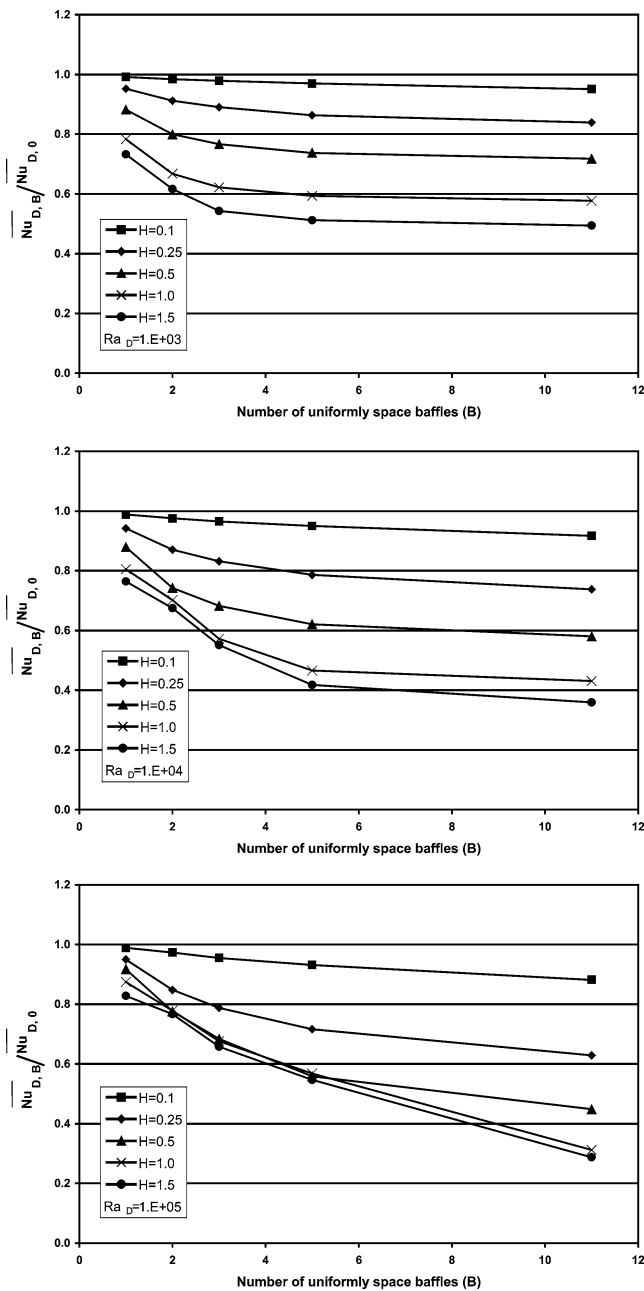 1.2
1.0
0.8
0.6
0.4
0.2
0.0
Nu D, B / Nu D, 0
H=0.1
H=0.25
H=0.5
H=1.0
H=1.5
Ra D=1.E+03
0 2 4 6 8 10 12
Number of uniformly space baffles (B)
1.2
1.0
0.8
0.6
0.4
0.2
0.0
Nu D, B / Nu D, 0
H=0.1
H=0.25
H=0.5
H=1.0
H=1.5
Ra D=1.E+04
0 2 4 6 8 10 12
Number of uniformly space baffles (B)
1.2
1.0
0.8
0.6
0.4
0.2
0.0
Nu D, B / Nu D, 0
H=0.1
H=0.25
H=0.5
H=1.0
H=1.5
Ra D=1.E+05
0 2 4 6 8 10 12
Number of uniformly space baffles (B)